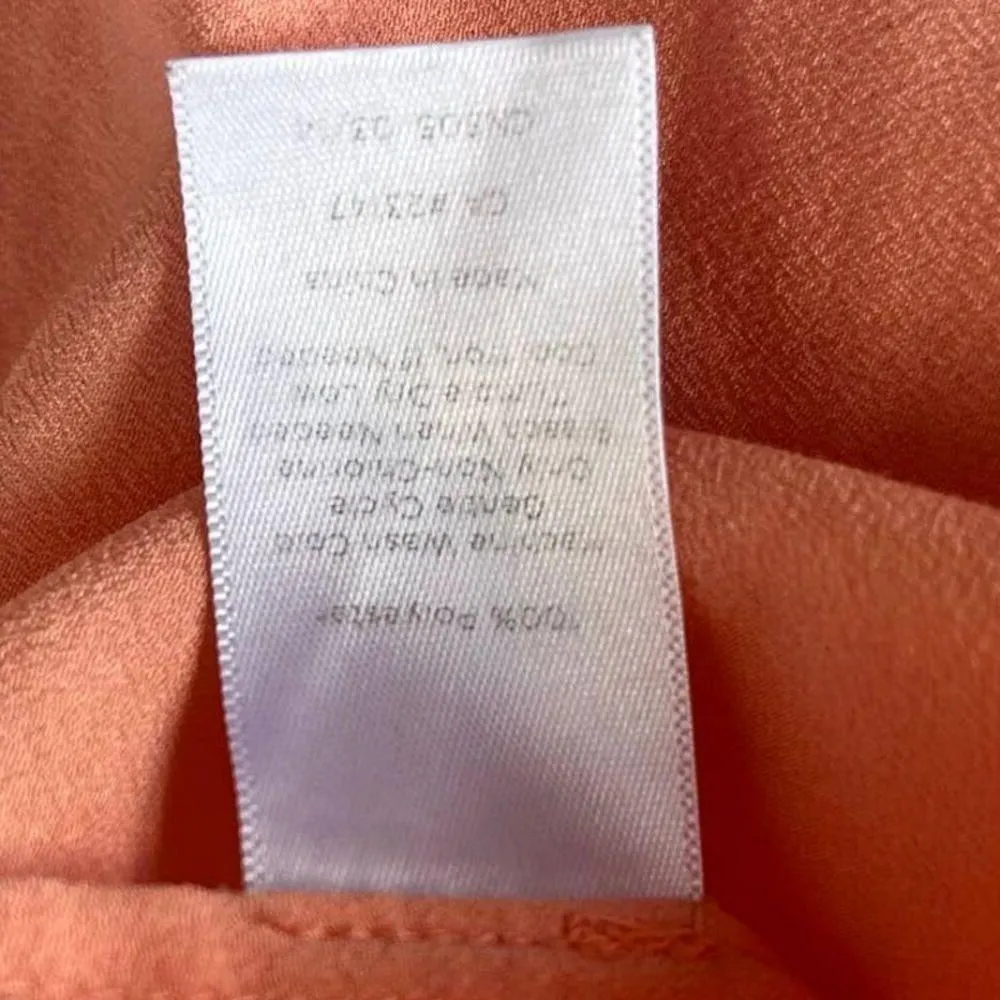 100% Polyester
Machine Wash Cold
Gentle Cycle
Only Non-Chlorine
Bleach When Needed
Tumble Dry Low
Cool Iron If Needed
Made In China